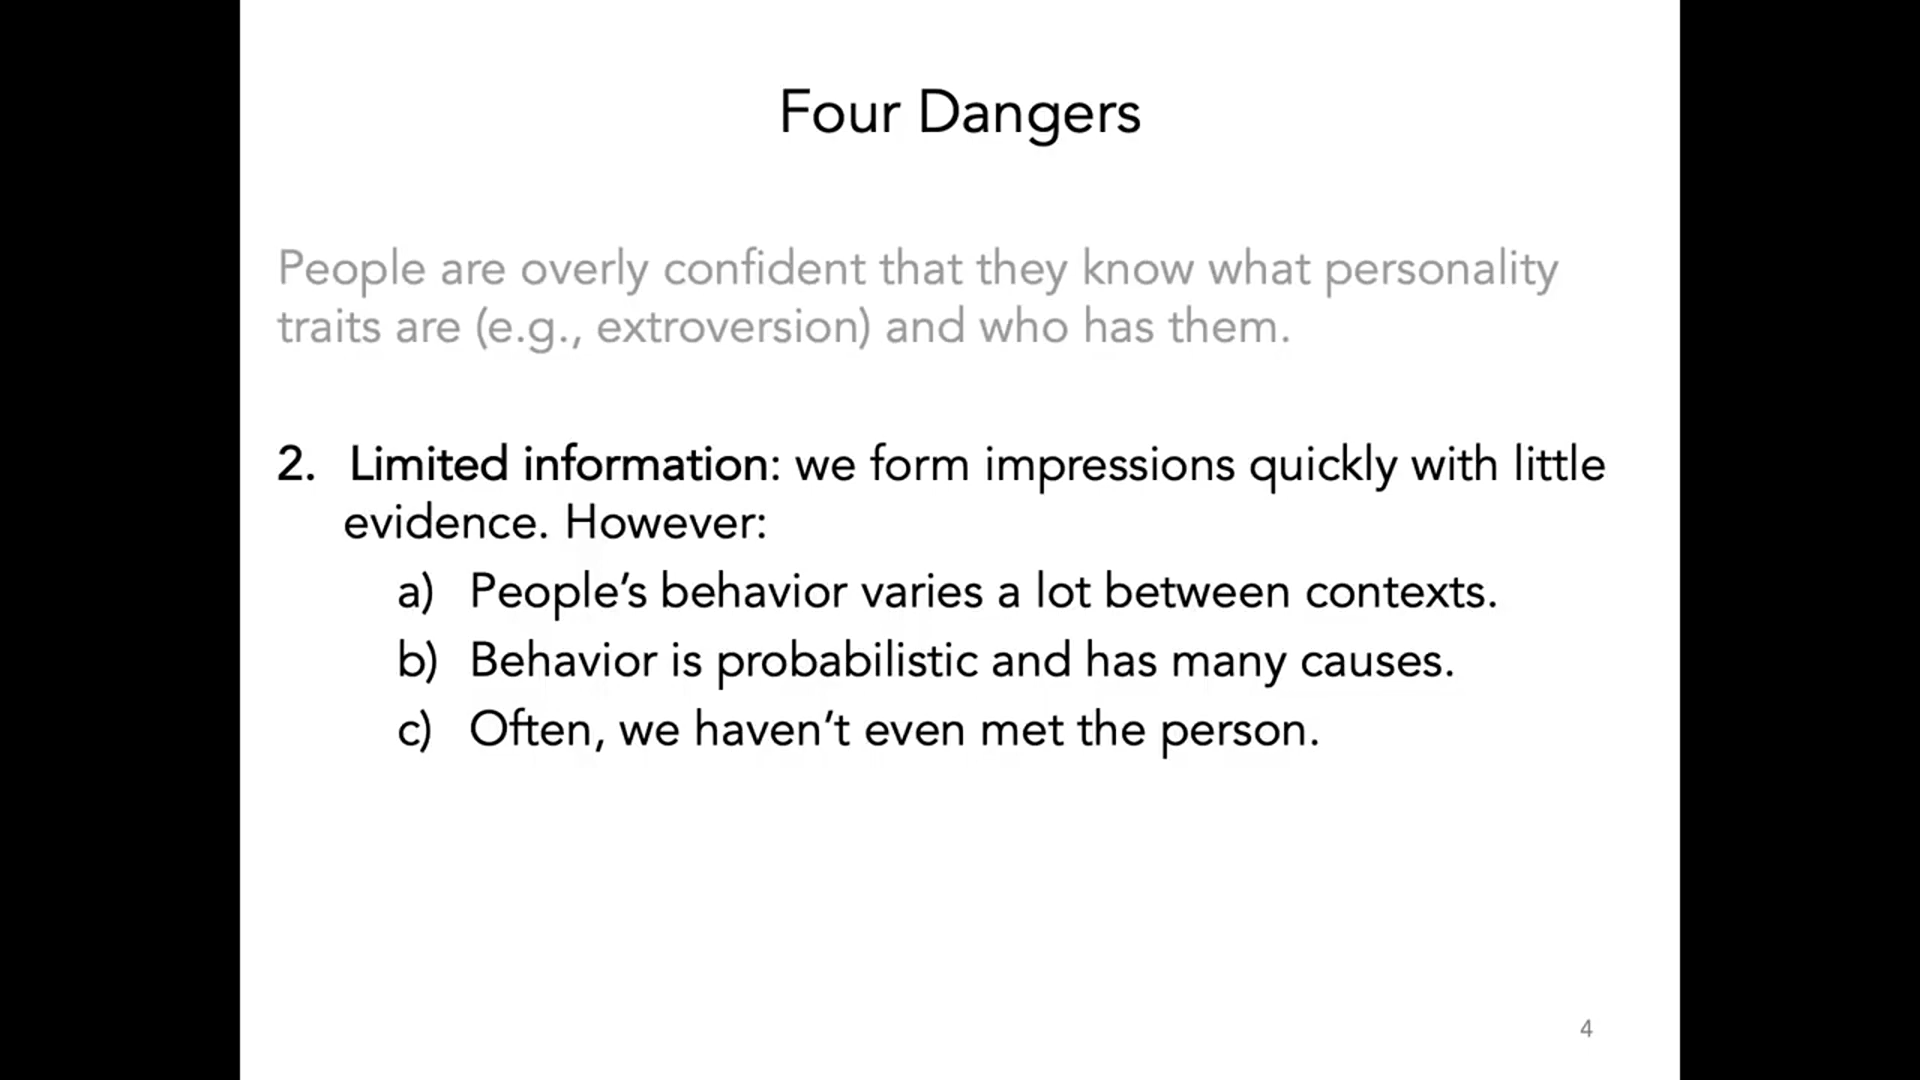 Four Dangers
People are overly confident that they know what personality
traits are (e.g., extroversion) and who has them.
2. Limited information: we form impressions quickly with little
evidence. However:
a) People’s behavior varies a lot between contexts.
b) Behavior is probabilistic and has many causes.
c) Often, we haven’t even met the person.
4